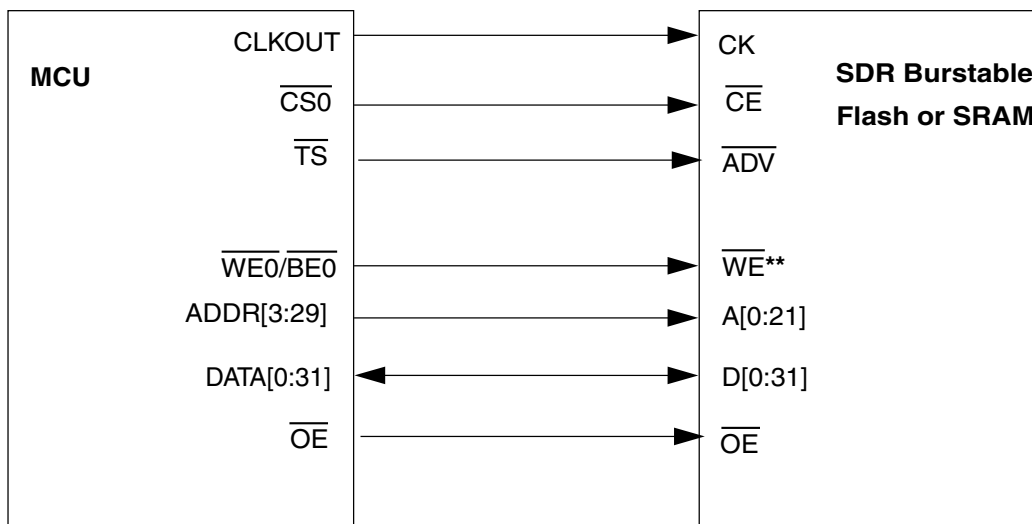 CLKOUT
CK
MCU
SDR Burstable
Flash or SRAM
CS0
CE
TS
ADV
WE0/BE0
WE**
ADDR[3:29]
A[0:21]
DATA[0:31]
D[0:31]
OE
OE